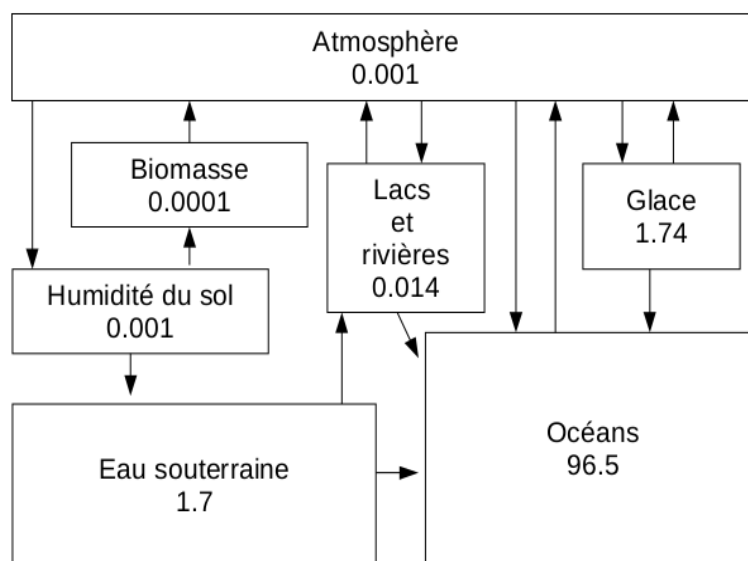 Atmosphère
0.001
Biomasse
0.0001
Lacs
et
rivières
0.014
Glace
1.74
Humidité du sol
0.001
Eau souterraine
1.7
Océans
96.5